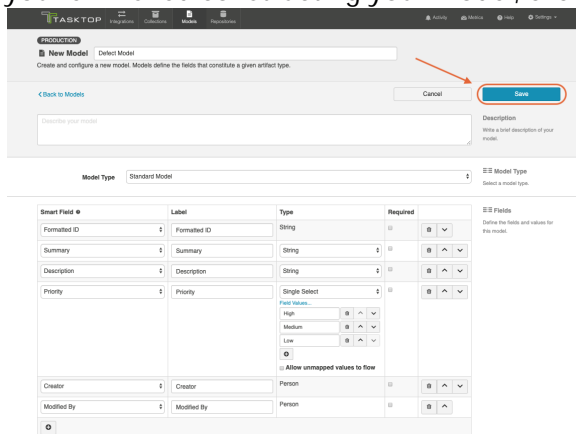 TASKTOP Integrations Collections Models Repositories Activity Metrics Help Settings
PRODUCTION
New Model Defect Model
Create and configure a new model. Models define the fields that constitute a given artifact type.
Back to Models Cancel Save
Describe your model
Description
Write a brief description of your
model.
Model Type Standard Model
Model Type
Select a model type.
Smart Field Label Type Required
Fields
Define the fields and values for
this model.
Formatted ID Formatted ID String
Summary Summary String
Description Description String
Priority Priority Single Select
Field Values...
High
Medium
Low
Allow unmapped values to flow
Creator Creator Person
Modified By Modified By Person